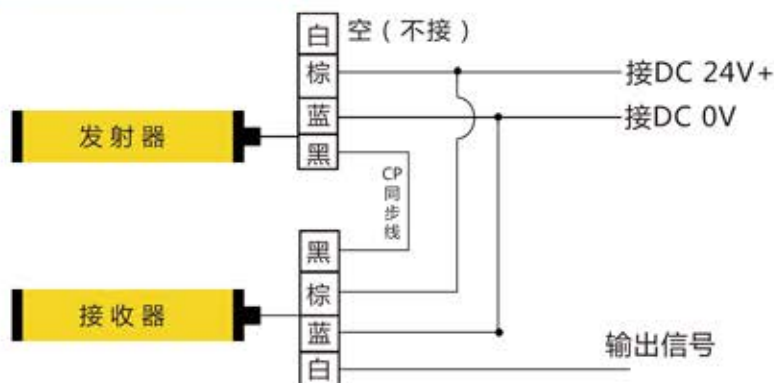 白 空（不接）
棕 接DC 24V+
蓝 接DC 0V
发射器
黑
CP
同
步
线
黑
棕
接收器
蓝
输出信号
白